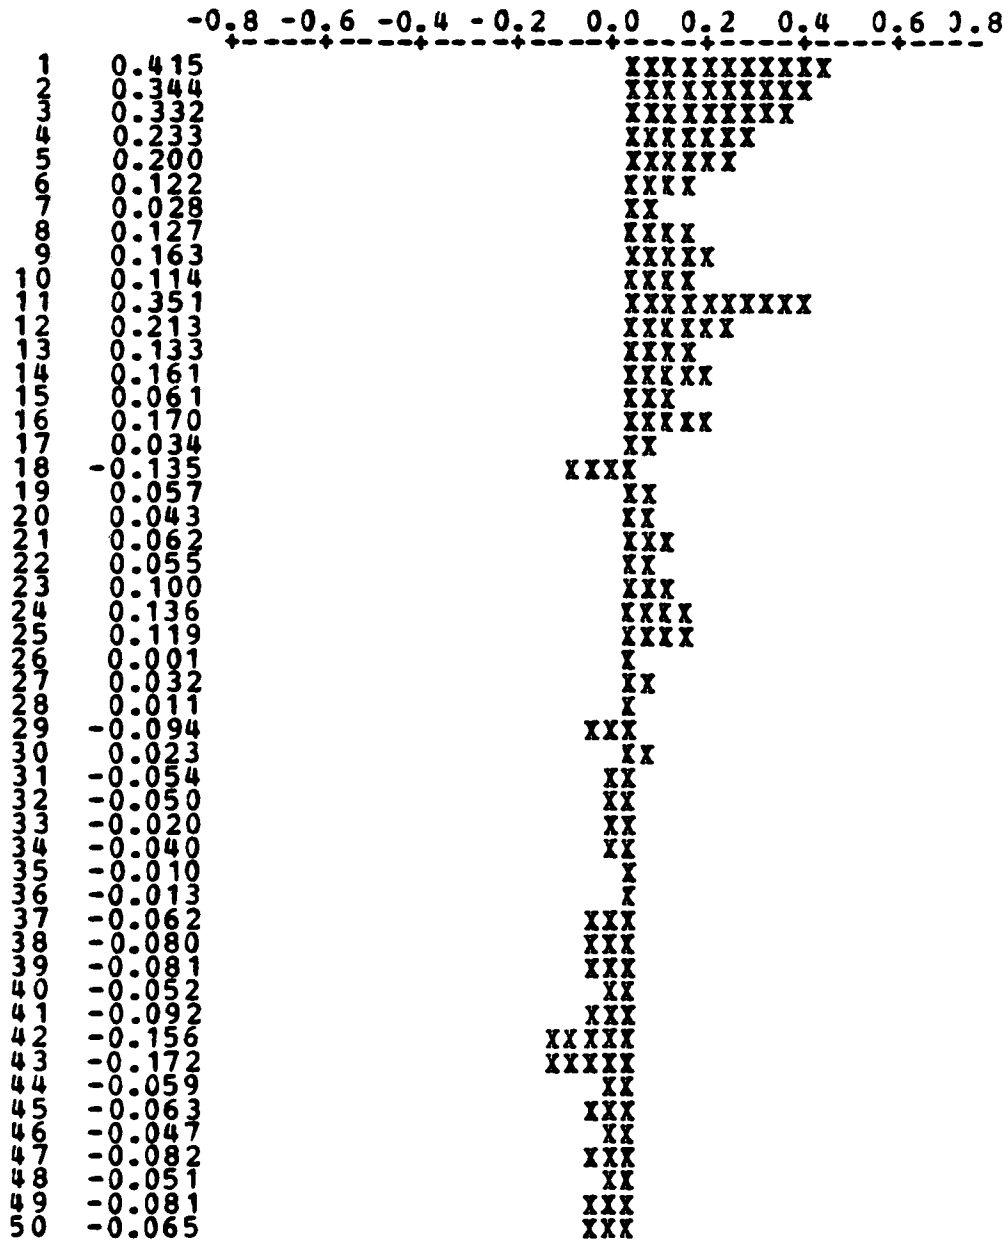 -0.8 -0.6 -0.4 -0.2 0.0 0.2 0.4 0.6 0.8
+----+----+----+----+----+----+----+----+
1 0.415 XXXXXXXXXXX
2 0.344 XXXXXXXXXX
3 0.332 XXXXXXXXX
4 0.233 XXXXXXX
5 0.200 XXXXXX
6 0.122 XXXX
7 0.028 XX
8 0.127 XXXX
9 0.163 XXXXX
10 0.114 XXXX
11 0.351 XXXXXXXXXX
12 0.213 XXXXXX
13 0.133 XXXX
14 0.161 XXXXX
15 0.061 XXX
16 0.170 XXXXX
17 0.034 XX
18 -0.135 XXXX
19 0.057 XX
20 0.043 XX
21 0.062 XXX
22 0.055 XX
23 0.100 XXX
24 0.136 XXXX
25 0.119 XXXX
26 0.001 X
27 0.032 XX
28 0.011 X
29 -0.094 XXX
30 0.023 XX
31 -0.054 XX
32 -0.050 XX
33 -0.020 XX
34 -0.040 XX
35 -0.010 X
36 -0.013 X
37 -0.062 XXX
38 -0.080 XXX
39 -0.081 XXX
40 -0.052 XX
41 -0.092 XXX
42 -0.156 XXXXX
43 -0.172 XXXXX
44 -0.059 XX
45 -0.063 XXX
46 -0.047 XX
47 -0.082 XXX
48 -0.051 XX
49 -0.081 XXX
50 -0.065 XXX